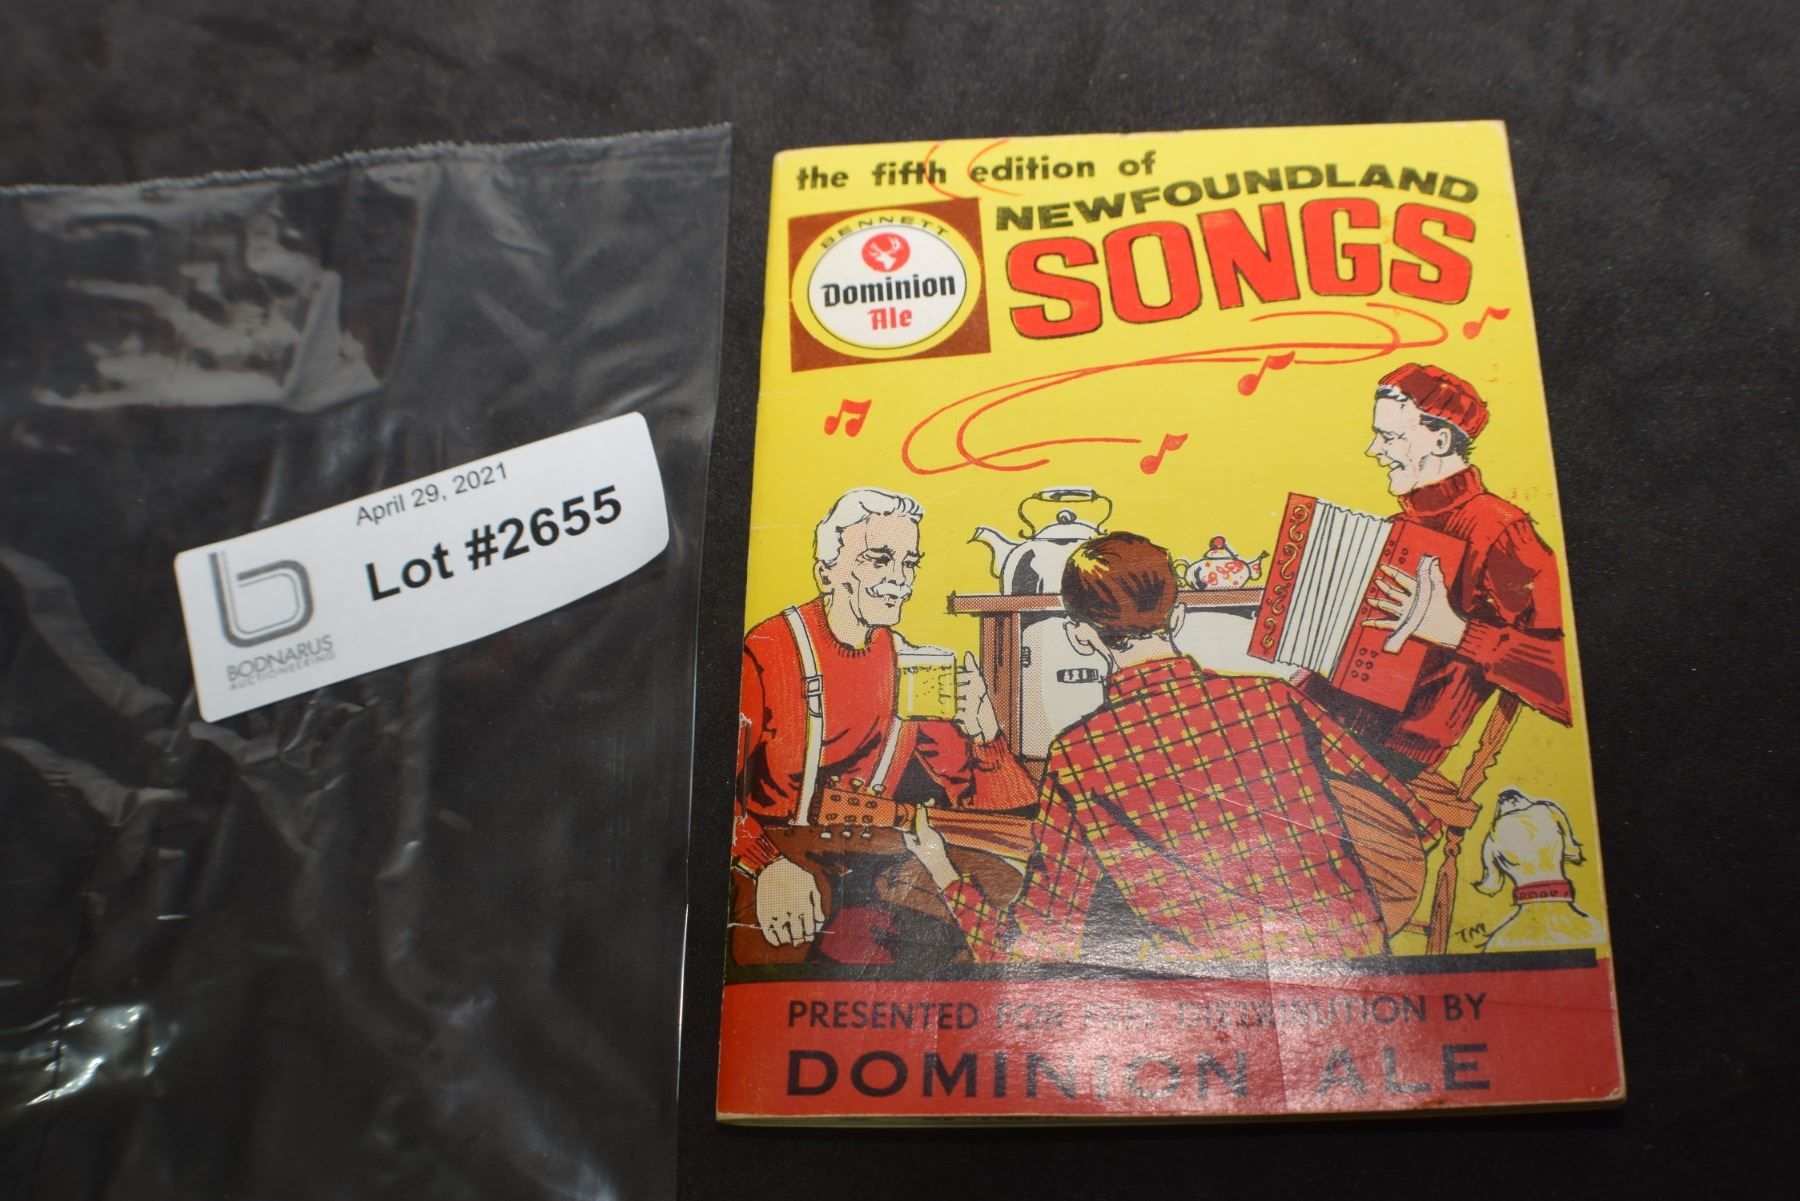 April 29, 2021
Lot #2655
BODNARUS
AUCTIONEERING
the fifth edition of
NEWFOUNDLAND
SONGS
BENNETT
Dominion
Ale
TM
PRESENTED FOR FREE DISTRIBUTION BY
DOMINION ALE